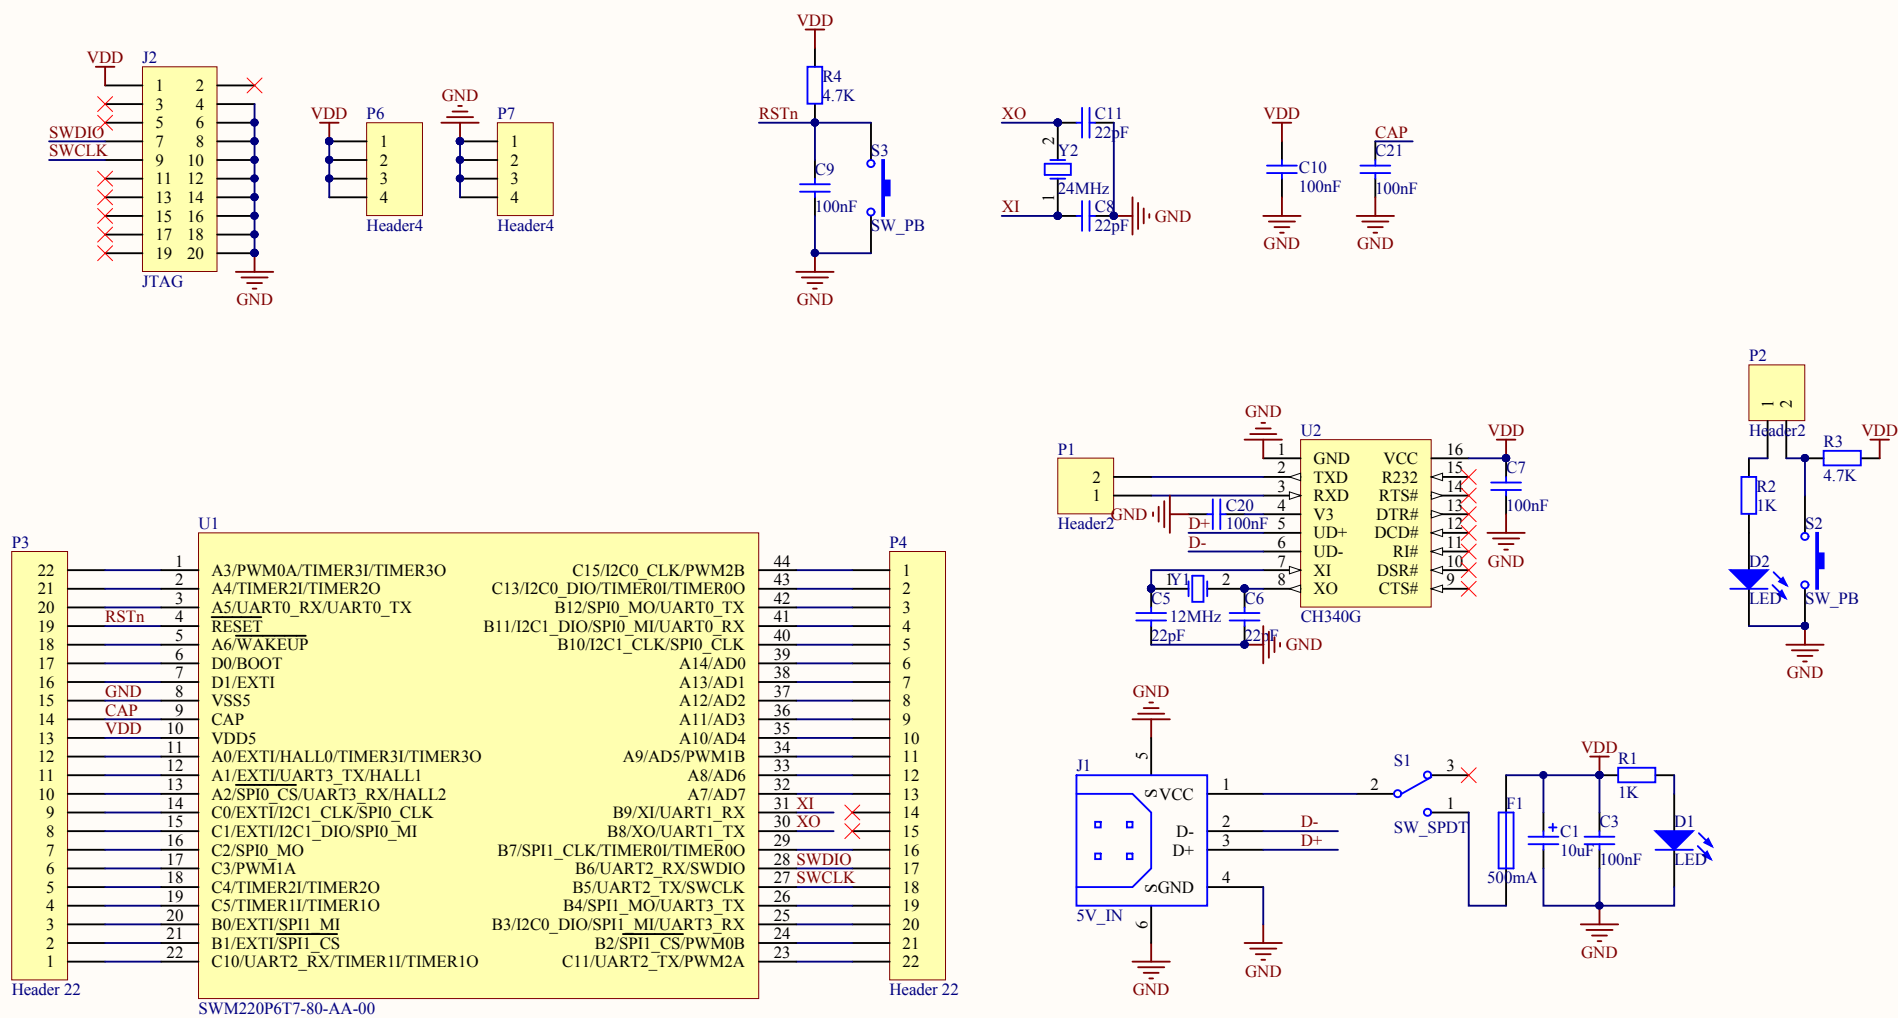 VDD
J2
1 2
3 4
5 6
SWDIO 7 8
SWCLK 9 10
11 12
13 14
15 16
17 18
19 20
JTAG
GND
VDD
P6
1
2
3
4
Header4
GND
P7
1
2
3
4
Header4
VDD
R4
4.7K
RSTn
S3
C9
100nF
SW_PB
GND
XO
C11
22pF
2
Y2
24MHz
1
XI
C8
22pF
GND
VDD
C10
100nF
GND
CAP
C21
100nF
GND
P2
1 2
Header2
R3
4.7K
VDD
R2
1K
S2
D2
LED
SW_PB
GND
GND
U2
P1
2
1
Header2
1 GND VCC 16
2 TXD R232 15
3 RXD RTS# 14
4 V3 DTR# 13
5 UD+ DCD# 12
6 UD- RI# 11
7 XI DSR# 10
8 XO CTS# 9
CH340G
VDD
C7
100nF
GND
GND
C20
100nF
D+
D-
1 Y1 2
12MHz
C5
22pF
C6
22pF
GND
U1
P3
P4
22 1 A3/PWM0A/TIMER3I/TIMER3O C15/I2C0_CLK/PWM2B 44 1
21 2 A4/TIMER2I/TIMER2O C13/I2C0_DIO/TIMER0I/TIMER0O 43 2
20 3 A5/UART0_RX/UART0_TX B12/SPI0_MO/UART0_TX 42 3
19 RSTn 4 RESET B11/I2C1_DIO/SPI0_MI/UART0_RX 41 4
18 5 A6/WAKEUP B10/I2C1_CLK/SPI0_CLK 40 5
17 6 D0/BOOT A14/AD0 39 6
16 7 D1/EXTI A13/AD1 38 7
15 GND 8 VSS5 A12/AD2 37 8
14 CAP 9 CAP A11/AD3 36 9
13 VDD 10 VDD5 A10/AD4 35 10
12 11 A0/EXTI/HALL0/TIMER3I/TIMER3O A9/AD5/PWM1B 34 11
11 12 A1/EXTI/UART3_TX/HALL1 A8/AD6 33 12
10 13 A2/SPI0_CS/UART3_RX/HALL2 A7/AD7 32 13
9 14 C0/EXTI/I2C1_CLK/SPI0_CLK B9/XI/UART1_RX 31 XI 14
8 15 C1/EXTI/I2C1_DIO/SPI0_MI B8/XO/UART1_TX 30 XO 15
7 16 C2/SPI0_MO B7/SPI1_CLK/TIMER0I/TIMER0O 29 16
6 17 C3/PWM1A B6/UART2_RX/SWDIO 28 SWDIO 17
5 18 C4/TIMER2I/TIMER2O B5/UART2_TX/SWCLK 27 SWCLK 18
4 19 C5/TIMER1I/TIMER1O B4/SPI1_MO/UART3_TX 26 19
3 20 B0/EXTI/SPI1_MI B3/I2C0_DIO/SPI1_MI/UART3_RX 25 20
2 21 B1/EXTI/SPI1_CS B2/SPI1_CS/PWM0B 24 21
1 22 C10/UART2_RX/TIMER1I/TIMER1O C11/UART2_TX/PWM2A 23 22
Header 22
Header 22
SWM220P6T7-80-AA-00
GND
5
J1
S VCC 1
D- 2 D-
D+ 3 D+
S GND 4
5V_IN
6
GND
GND
S1
2
3
1
SW_SPDT
F1
500mA
VDD
R1
1K
C1
+
10uF
C3
100nF
D1
LED
GND